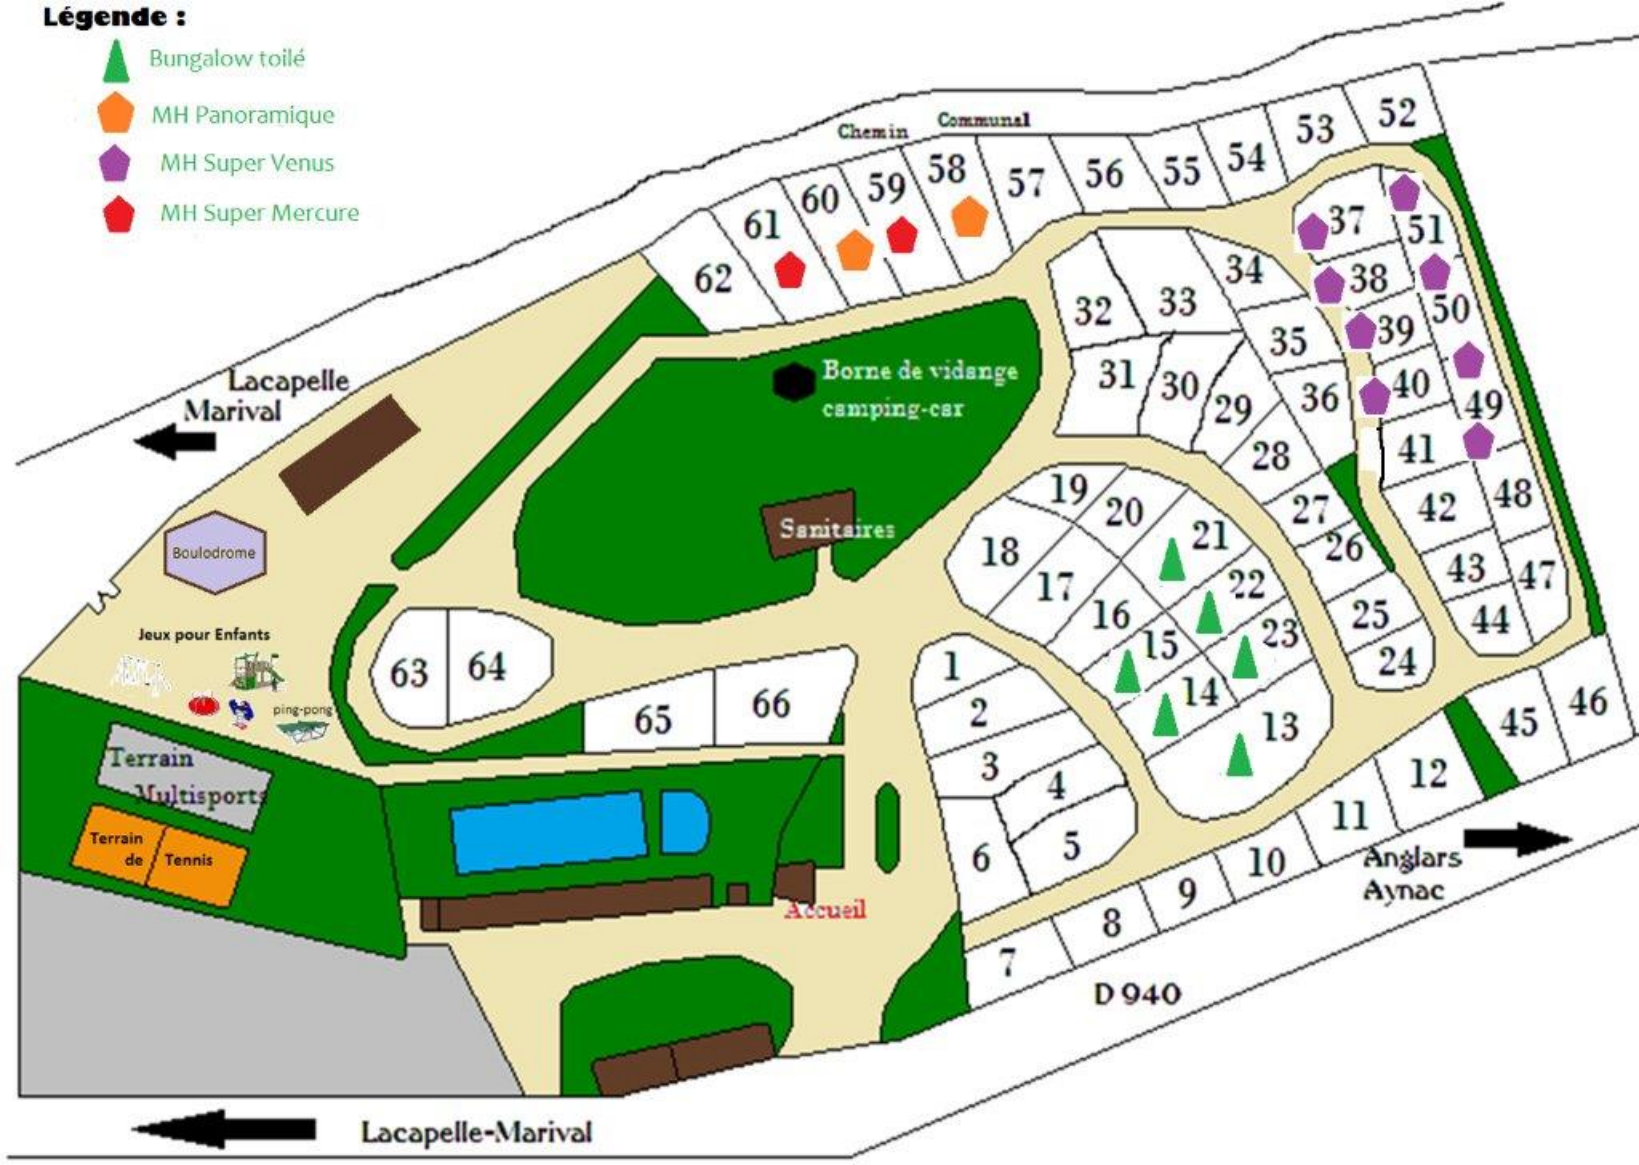 Légende :
Bungalow toilé
MH Panoramique
MH Super Venus
MH Super Mercure
Chemin Communal
52
53
54
55
56
57
58
59
60
61
62
37
51
38
50
39
40
49
41
42
48
43
47
44
34
33
32
35
31
30
36
29
28
27
26
25
24
Borne de vidange
camping-car
Lacapelle
Marival
Sanitaires
Boulodrome
Jeux pour Enfants
ping-pong
19
20
21
18
17
22
16
15
23
14
13
63
64
65
66
1
2
3
4
5
6
45
46
12
11
10
9
8
7
Terrain
Multisports
Terrain
de Tennis
Accueil
Anglars
Aynac
D 940
Lacapelle-Marival